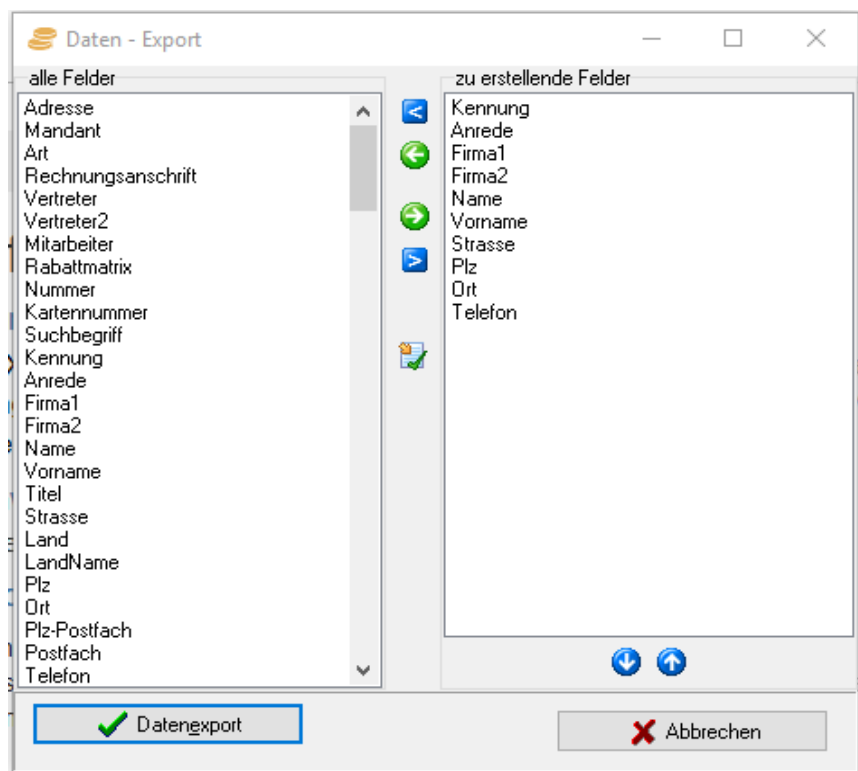 Daten - Export
alle Felder
Adresse
Mandant
Art
Rechnungsanschrift
Vertreter
Vertreter2
Mitarbeiter
Rabattmatrix
Nummer
Kartennummer
Suchbegriff
Kennung
Anrede
Firma1
Firma2
Name
Vorname
Titel
Strasse
Land
LandName
Plz
Ort
Plz-Postfach
Postfach
Telefon
zu erstellende Felder
Kennung
Anrede
Firma1
Firma2
Name
Vorname
Strasse
Plz
Ort
Telefon
Datenexport
Abbrechen